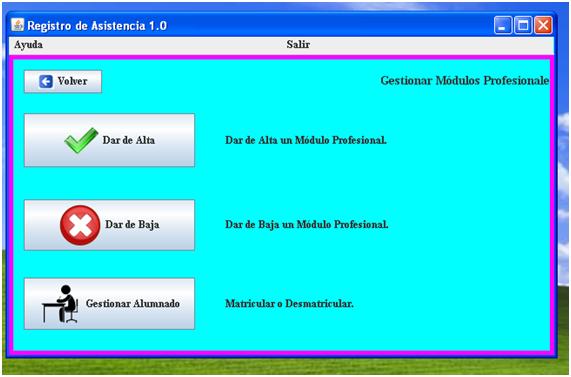 Registro de Asistencia 1.0
Ayuda Salir
Volver
Gestionar Módulos Profesionale
Dar de Alta
Dar de Alta un Módulo Profesional.
Dar de Baja
Dar de Baja un Módulo Profesional.
Gestionar Alumnado
Matricular o Desmatricular.